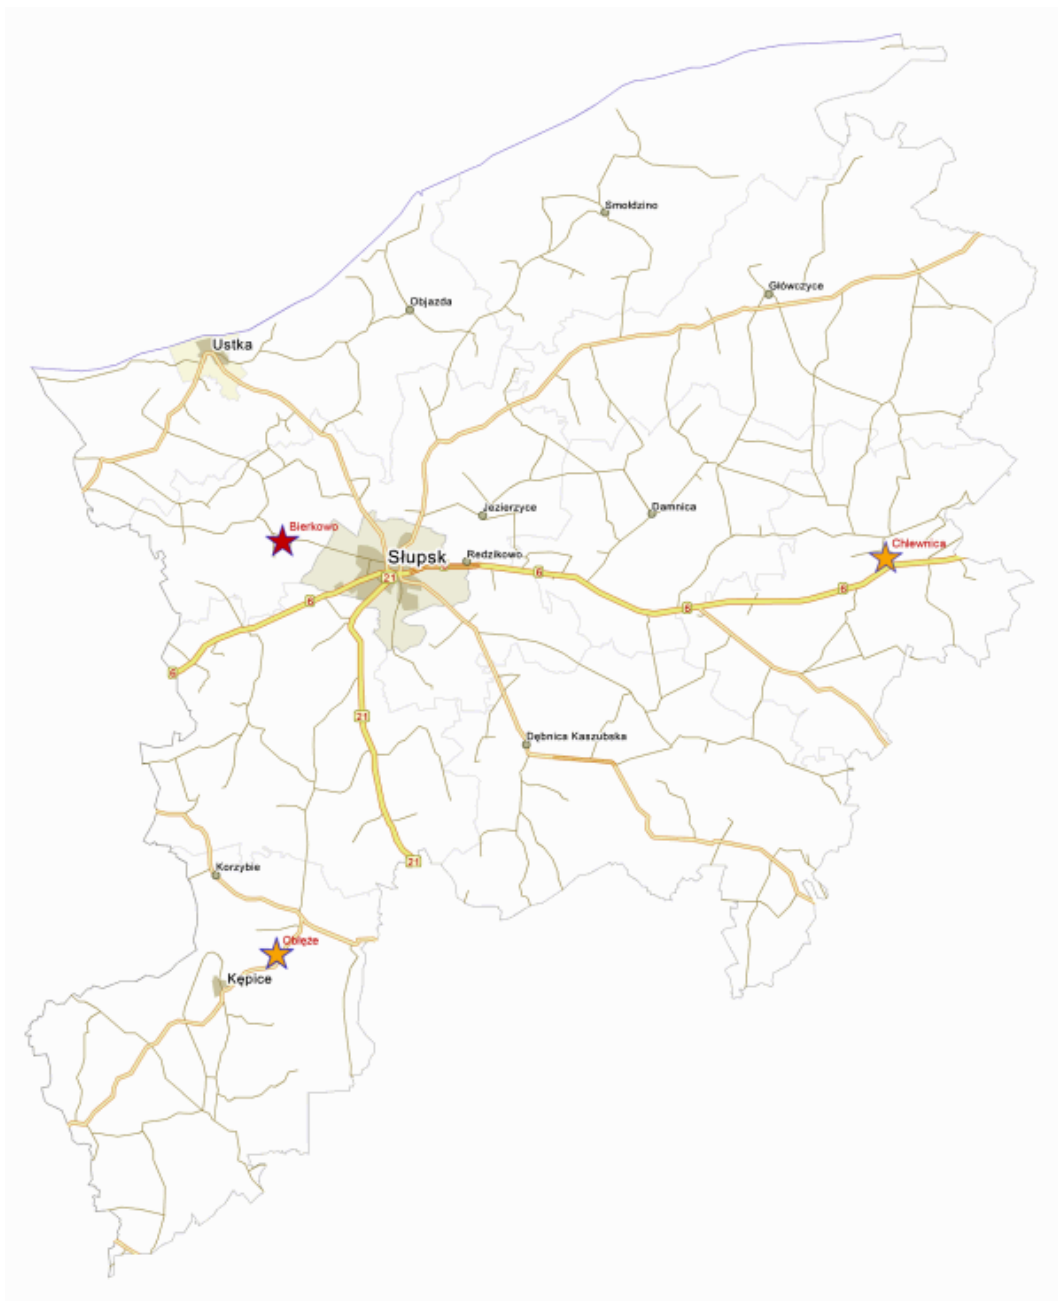 Smołdzino
Główczyce
Objazda
Ustka
Jezierzyce
Damnica
Bierkowo
Chlewnica
Słupsk
Redzikowo
21
6
6
6
6
6
21
Dębnica Kaszubska
21
Korzybie
Obłęże
Kępice